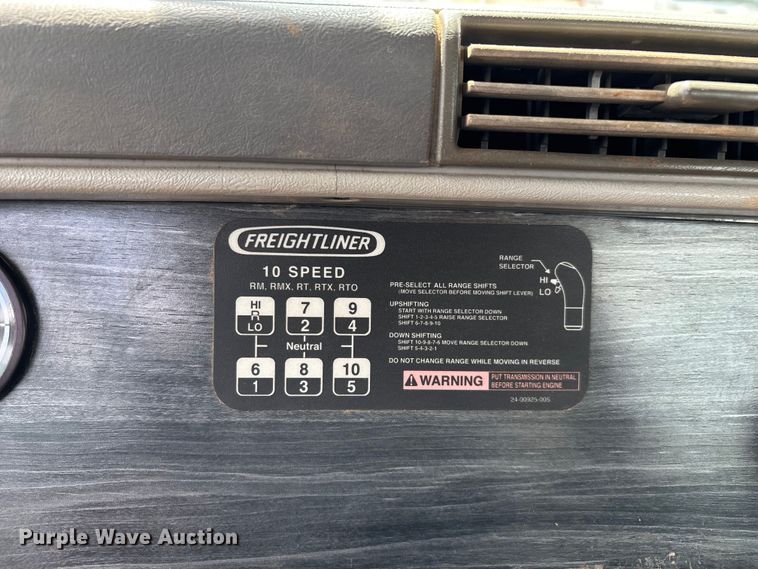 FREIGHTLINER
10 SPEED
RM, RMX, RT, RTX, RTO
HI
R
LO
7
2
9
4
Neutral
6
1
8
3
10
5
RANGE
SELECTOR
HI
LO
PRE-SELECT ALL RANGE SHIFTS
(MOVE SELECTOR BEFORE MOVING SHIFT LEVER)
UPSHIFTING
START WITH RANGE SELECTOR DOWN
SHIFT 1-2-3-4-5 RAISE RANGE SELECTOR
SHIFT 6-7-8-9-10
DOWN SHIFTING
SHIFT 10-9-8-7-6 MOVE RANGE SELECTOR DOWN
SHIFT 5-4-3-2-1
DO NOT CHANGE RANGE WHILE MOVING IN REVERSE
WARNING
PUT TRANSMISSION IN NEUTRAL
BEFORE STARTING ENGINE
24-00925-005
Purple Wave Auction